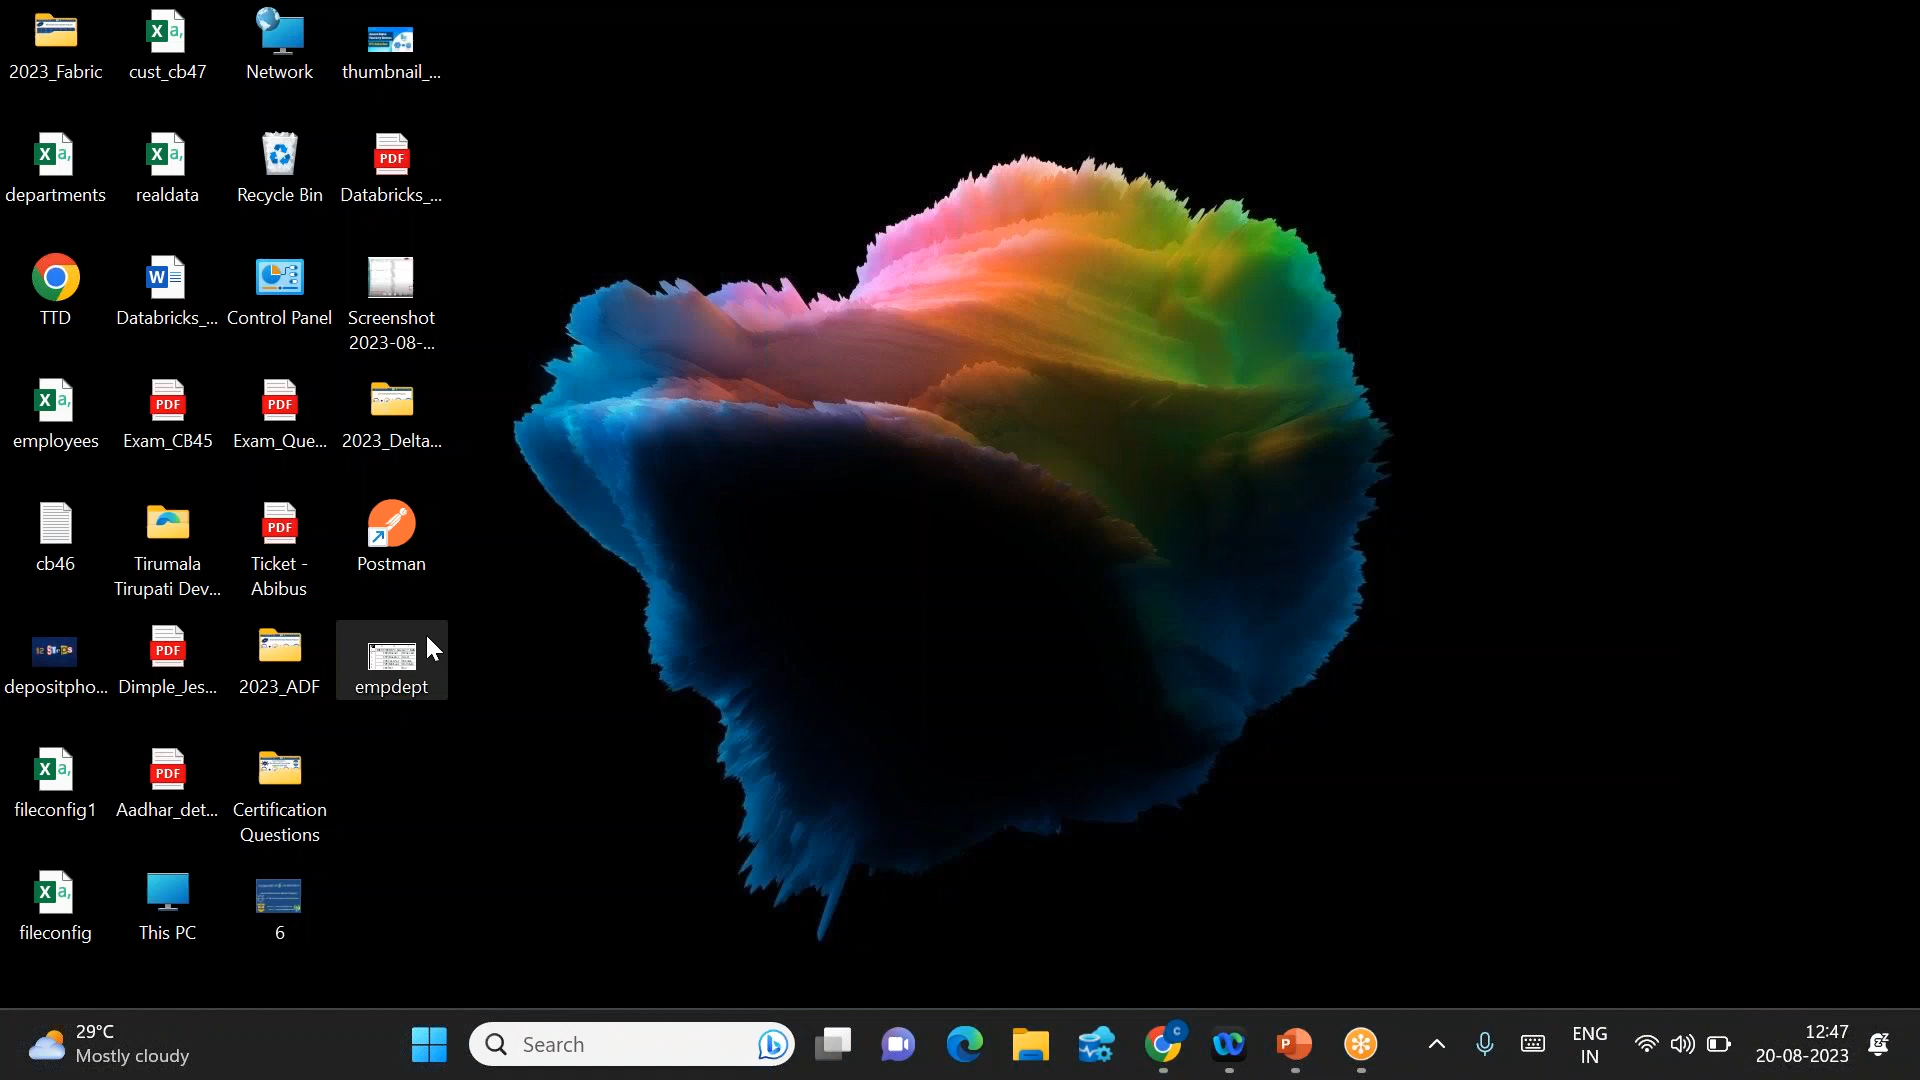 2023_Fabric
cust_cb47
Network
thumbnail_...
departments
realdata
Recycle Bin
Databricks_...
TTD
Databricks_...
Control Panel
Screenshot
2023-08-...
employees
Exam_CB45
Exam_Que...
2023_Delta...
cb46
Tirumala
Tirupati Dev...
Ticket -
Abibus
Postman
depositpho...
Dimple_Jes...
2023_ADF
empdept
fileconfig1
Aadhar_det...
Certification
Questions
fileconfig
This PC
6
29°C
Mostly cloudy
Search
ENG
IN
12:47
20-08-2023